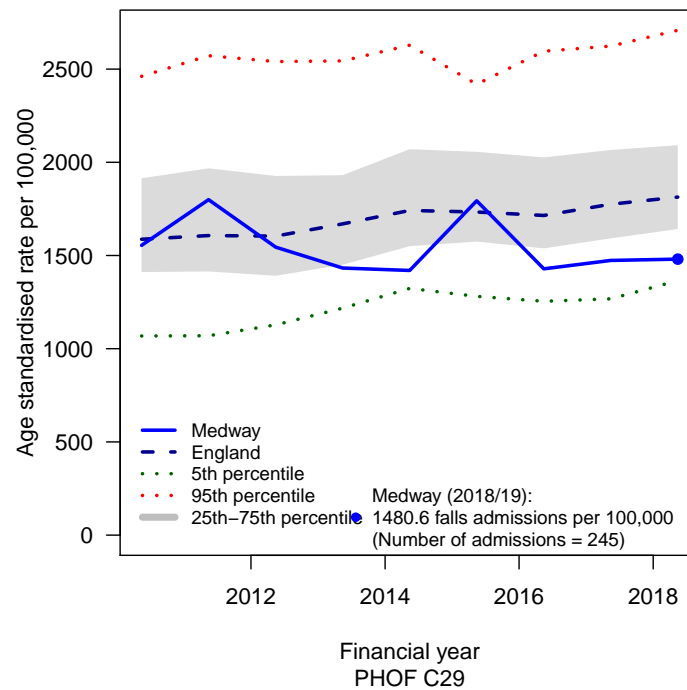 Age standardised rate per 100,000
2500
2000
1500
1000
500
0
Medway
England
5th percentile
95th percentile
25th−75th percentile
Medway (2018/19):
1480.6 falls admissions per 100,000
(Number of admissions = 245)
2012 2014 2016 2018
Financial year
PHOF C29